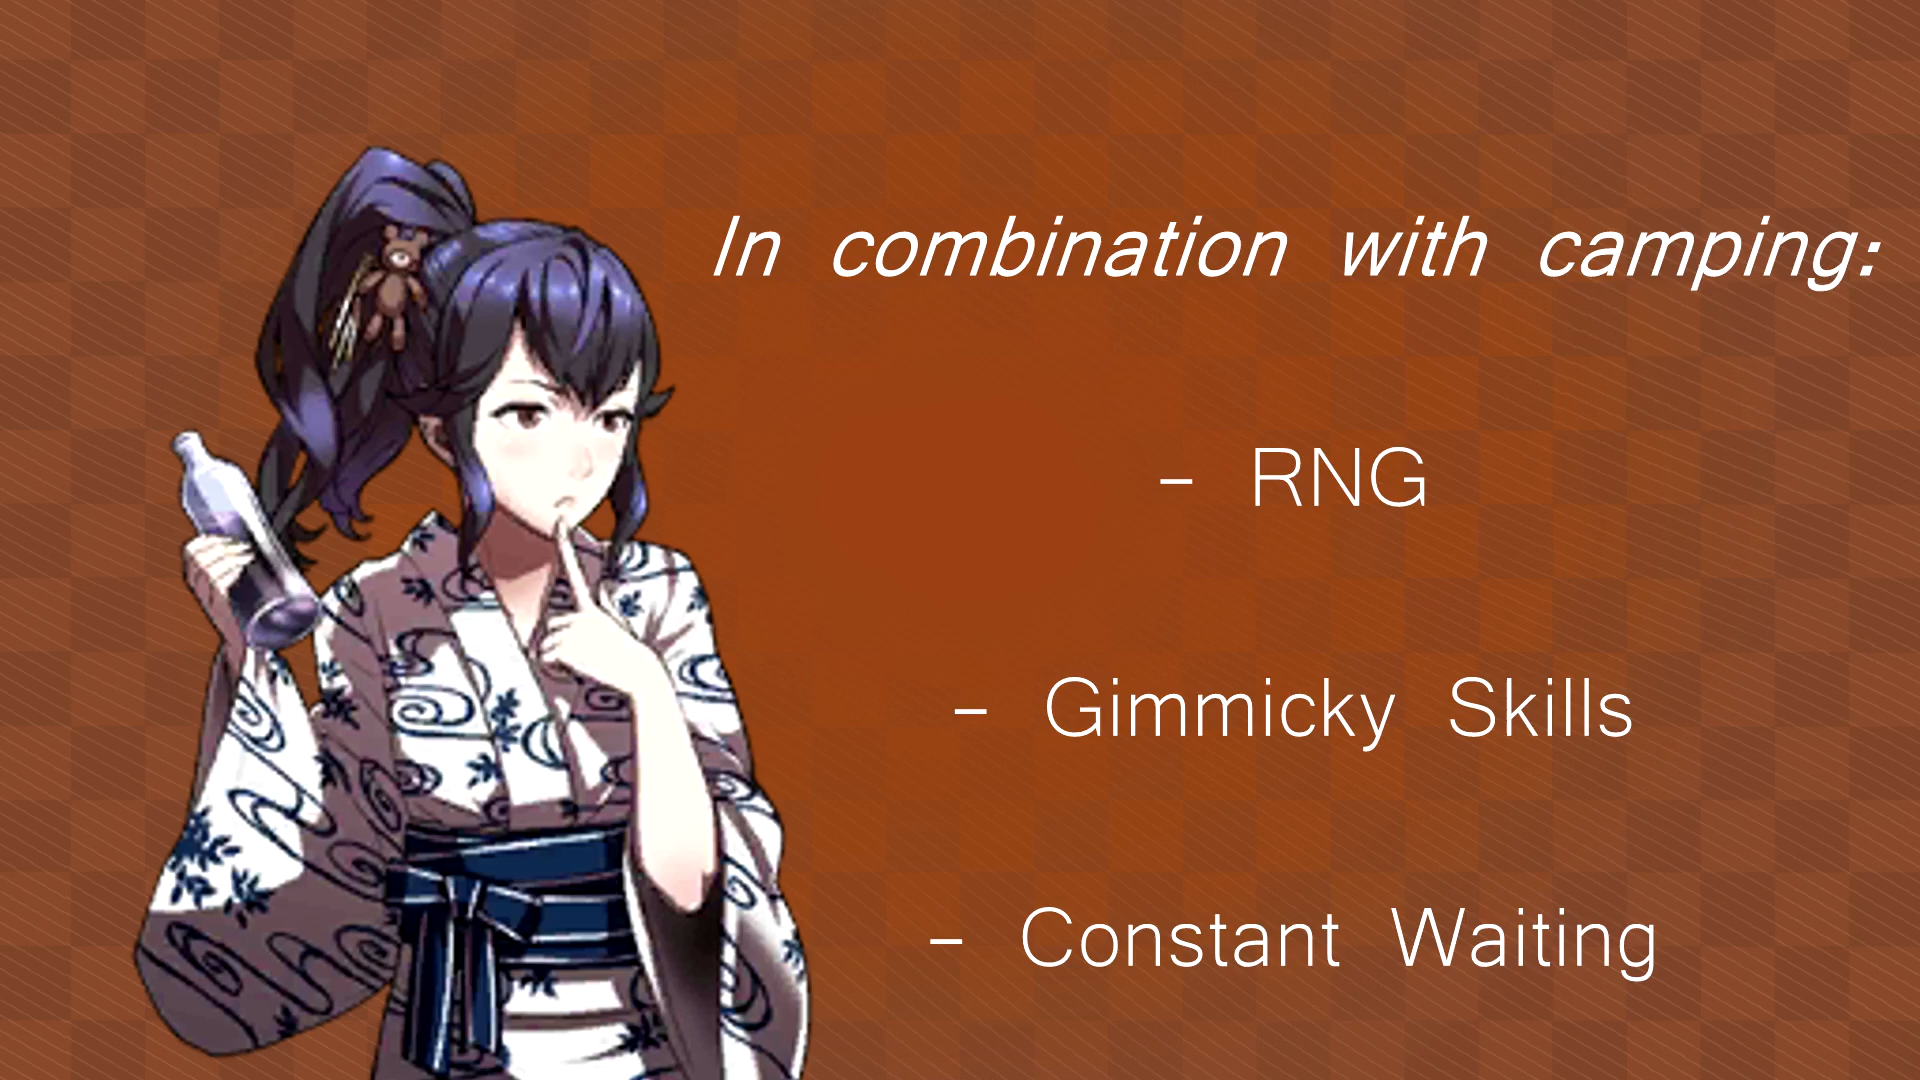 In combination with camping:
- RNG
- Gimmicky Skills
- Constant Waiting